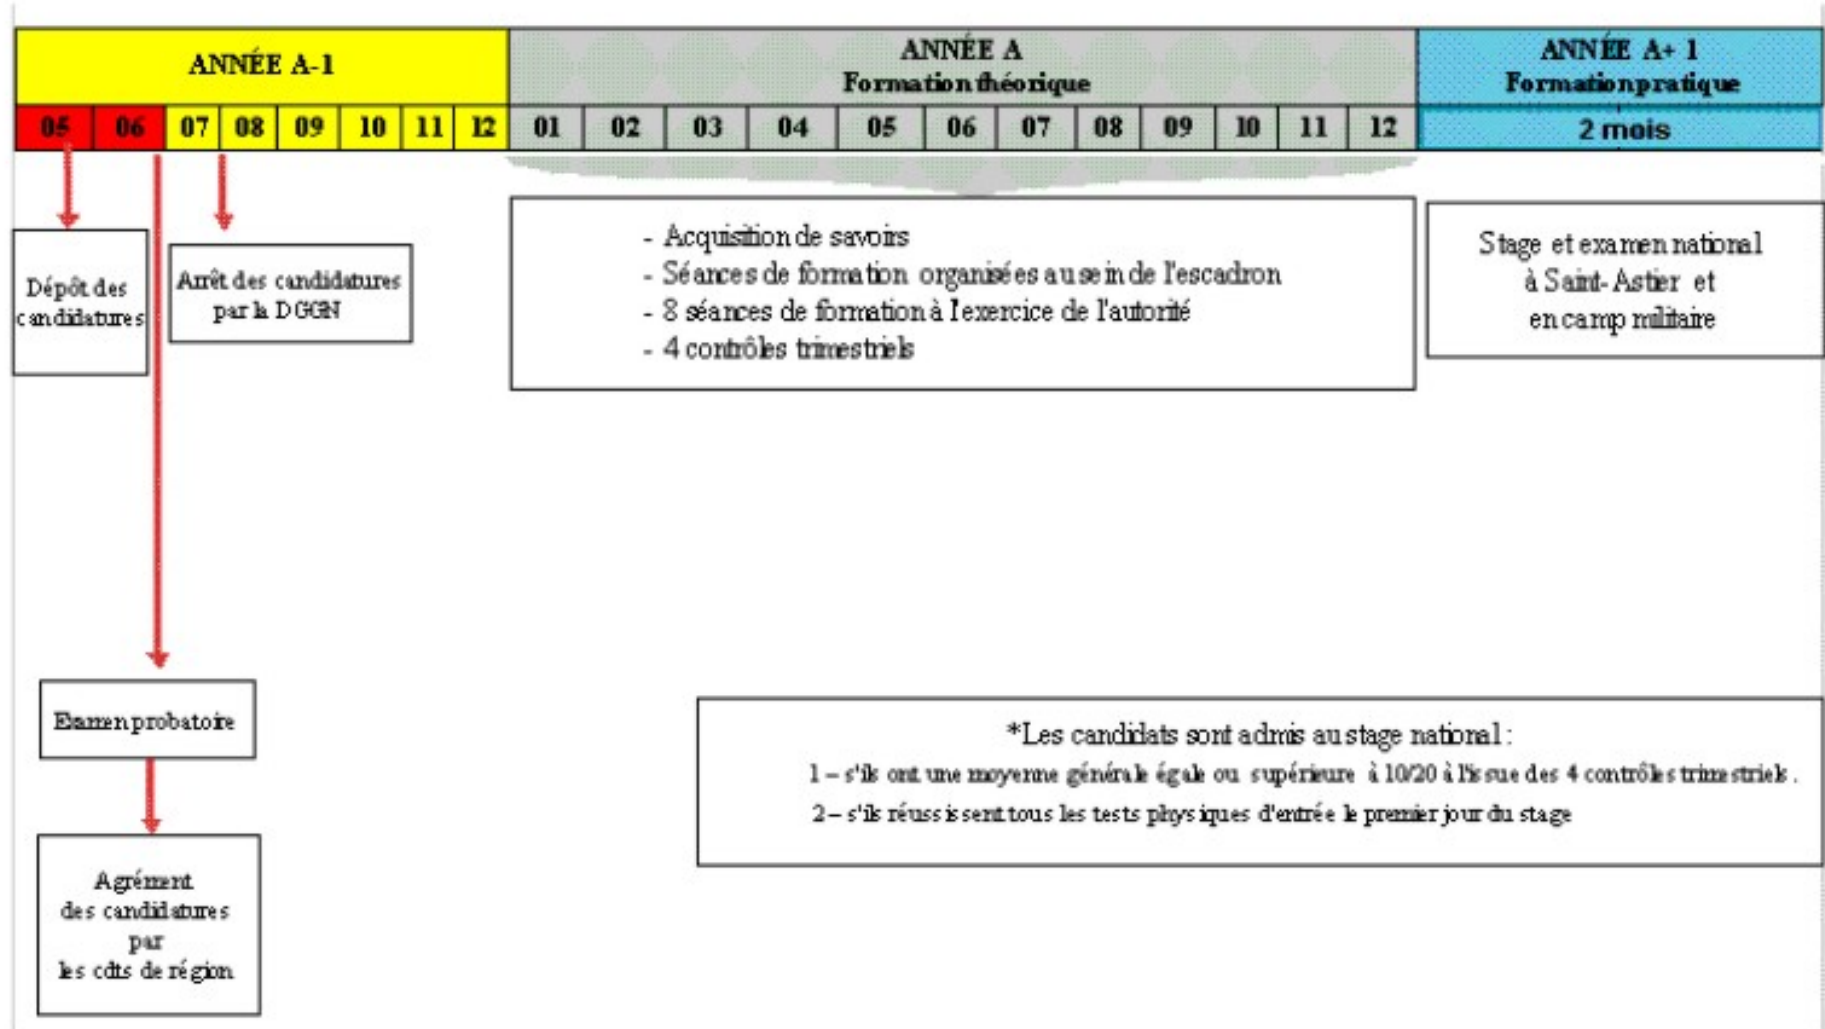 ANNÉE A-1
ANNÉE A
Formation théorique
ANNÉE A+ 1
Formation pratique
05 06 07 08 09 10 11 12 01 02 03 04 05 06 07 08 09 10 11 12 2 mois
Dépôt des
candidatures
Arrêt des candidatures
par la DGGN
- Acquisition de savoirs
- Séances de formation organisées au sein de l'escadron
- 8 séances de formation à l'exercice de l'autorité
- 4 contrôles trimestriels
Stage et examen national
à Saint-Astier et
en camp militaire
Examen probatoire
Agrément
des candidatures
par
les cdts de région
*Les candidats sont admis au stage national :
1 – s'ils ont une moyenne générale égale ou supérieure à 10/20 à l'issue des 4 contrôles trimestriels .
2 – s'ils réussissent tous les tests physiques d'entrée le premier jour du stage